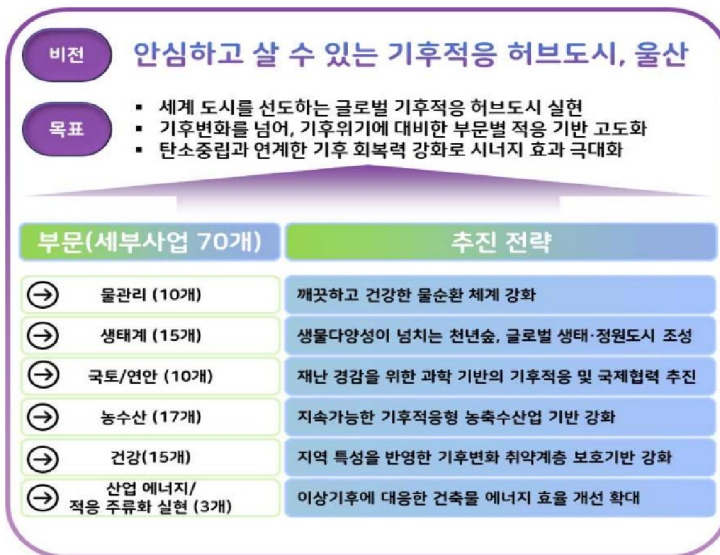 비전
안심하고 살 수 있는 기후적응 허브도시, 울산
목표
▪ 세계 도시를 선도하는 글로벌 기후적응 허브도시 실현
▪ 기후변화를 넘어, 기후위기에 대비한 부문별 적응 기반 고도화
▪ 탄소중립과 연계한 기후 회복력 강화로 시너지 효과 극대화
부문(세부사업 70개)
추진 전략
물관리 (10개)
깨끗하고 건강한 물순환 체계 강화
생태계 (15개)
생물다양성이 넘치는 천년숲, 글로벌 생태·정원도시 조성
국토/연안 (10개)
재난 경감을 위한 과학 기반의 기후적응 및 국제협력 추진
농수산 (17개)
지속가능한 기후적응형 농축수산업 기반 강화
건강(15개)
지역 특성을 반영한 기후변화 취약계층 보호기반 강화
산업 에너지/
적응 주류화 실현 (3개)
이상기후에 대응한 건축물 에너지 효율 개선 확대